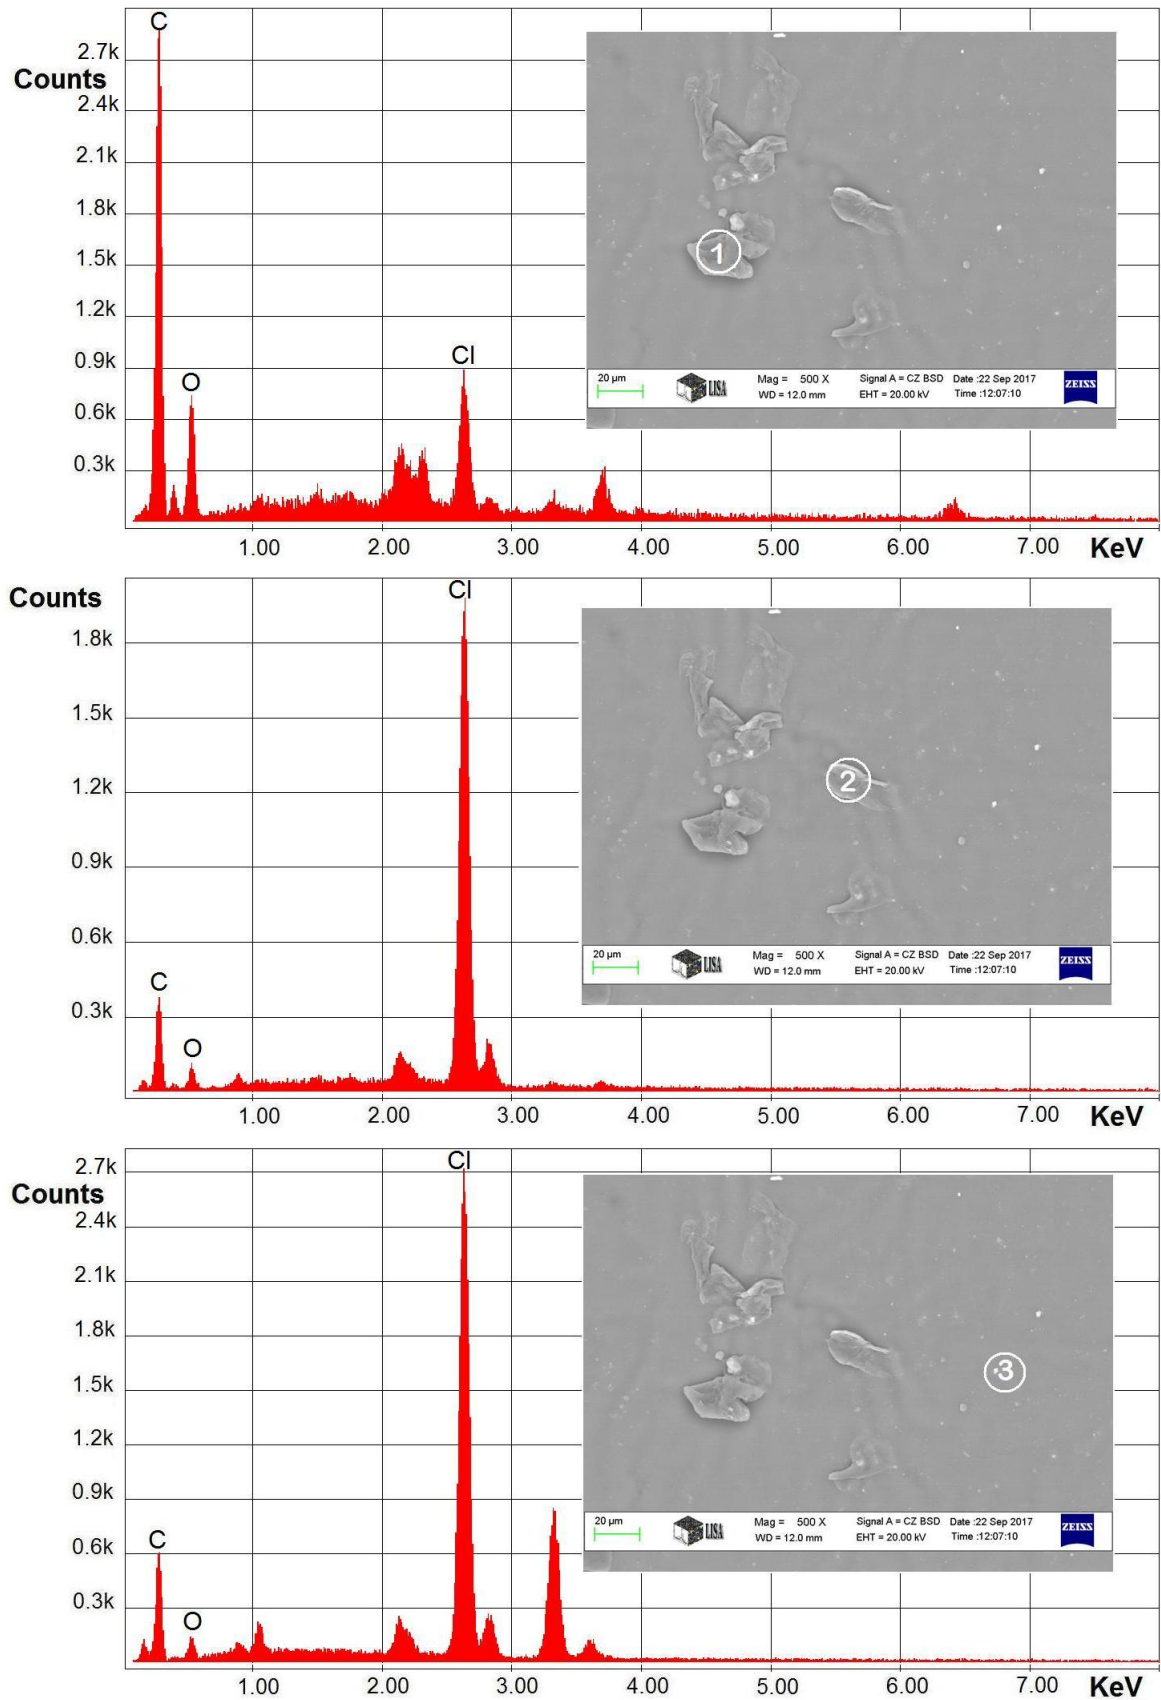 C
2.7k
Counts
2.4k
2.1k
1.8k
1.5k
1.2k
0.9k
Cl
O
0.6k
0.3k
1.00 2.00 3.00 4.00 5.00 6.00 7.00 KeV
1
20 µm
LISA
Mag = 500 X Signal A = CZ BSD Date :22 Sep 2017
WD = 12.0 mm EHT = 20.00 kV Time :12:07:10
ZEISS
Counts
Cl
1.8k
1.5k
1.2k
0.9k
0.6k
C
0.3k
O
1.00 2.00 3.00 4.00 5.00 6.00 7.00 KeV
2
20 µm
LISA
Mag = 500 X Signal A = CZ BSD Date :22 Sep 2017
WD = 12.0 mm EHT = 20.00 kV Time :12:07:10
ZEISS
Cl
2.7k
Counts
2.4k
2.1k
1.8k
1.5k
1.2k
0.9k
C
0.6k
O
0.3k
1.00 2.00 3.00 4.00 5.00 6.00 7.00 KeV
3
20 µm
LISA
Mag = 500 X Signal A = CZ BSD Date :22 Sep 2017
WD = 12.0 mm EHT = 20.00 kV Time :12:07:10
ZEISS